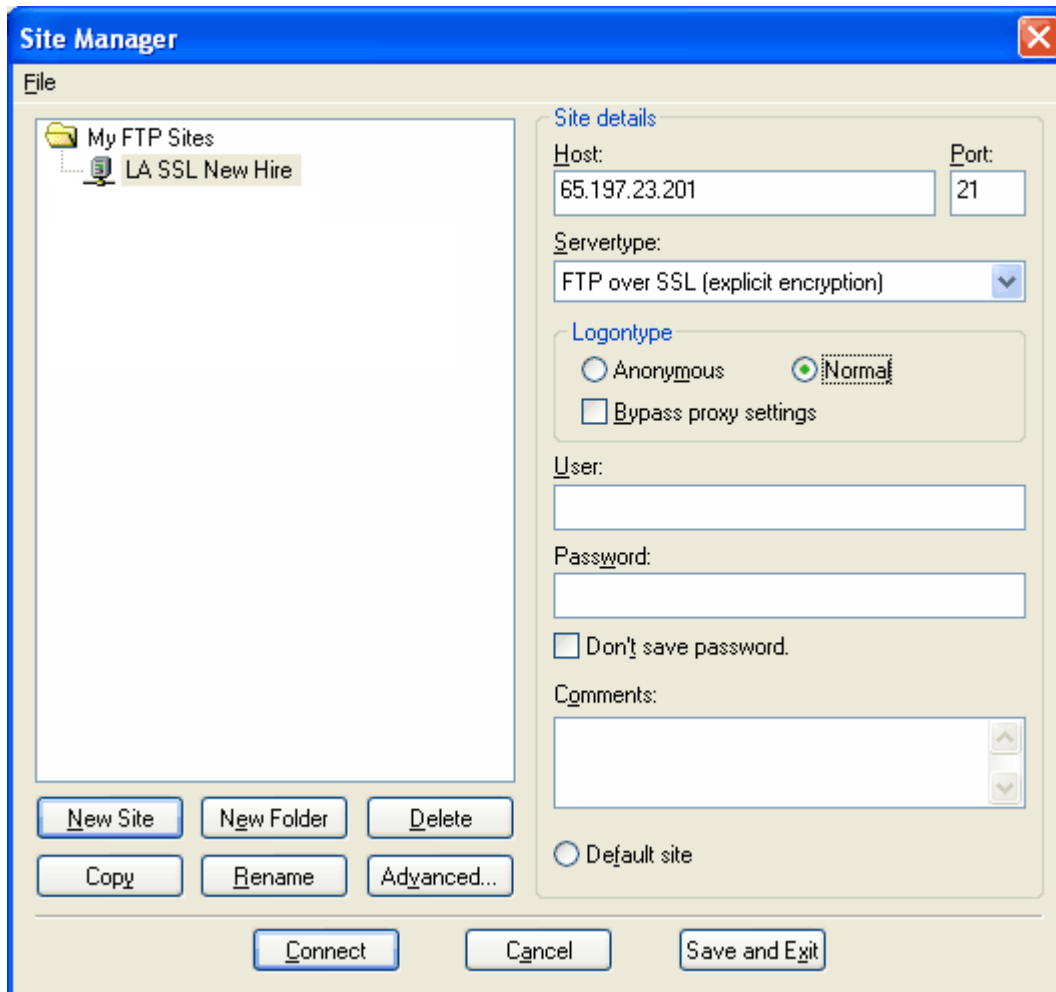 Site Manager
File
My FTP Sites
LA SSL New Hire
New Site
New Folder
Delete
Copy
Rename
Advanced...
Site details
Host:
Port:
65.197.23.201
21
Servertype:
FTP over SSL (explicit encryption)
Logontype
Anonymous
Normal
Bypass proxy settings
User:
Password:
Don't save password.
Comments:
Default site
Connect
Cancel
Save and Exit